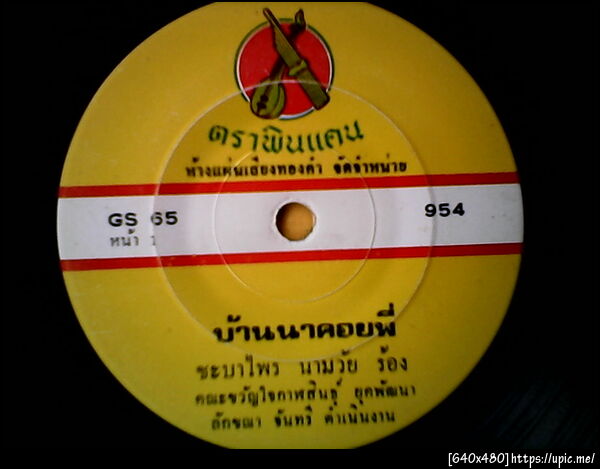 ตราพิณแคน
ห้างแผ่นเสียงทองคำ จัดจำหน่าย
GS 65
954
หน้า 1
บ้านนาคอยพี่
ชะบาไพร นามวัย ร้อง
คณะขวัญใจกาฬสินธุ์ ยุคพัฒนา
ลักขณา จันทรี ดำเนินงาน
[640x480]https://upic.me/